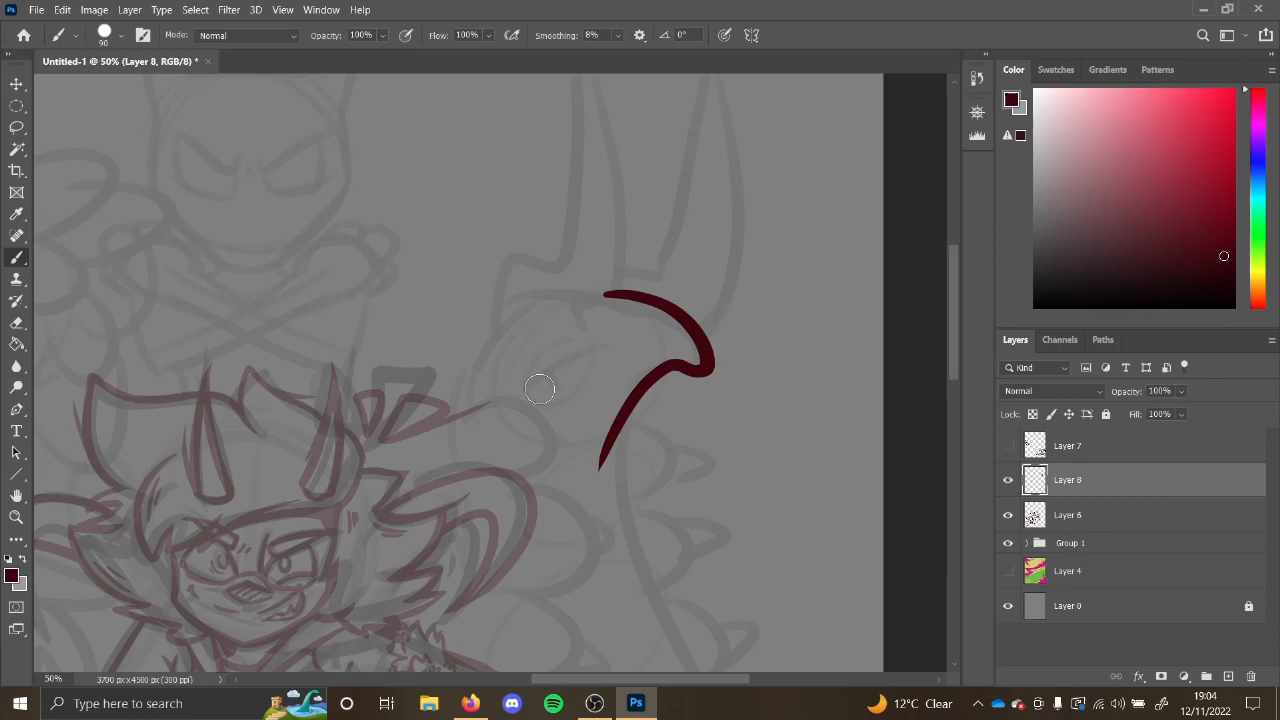 Ps File Edit Image Layer Type Select Filter 3D View Window Help
90 Mode: Normal Opacity: 100% Flow: 100% Smoothing: 8% 0°
Untitled-1 @ 50% (Layer 8, RGB/8) *
Color Swatches Gradients Patterns
Layers Channels Paths
Kind
Normal Opacity: 100%
Lock: Fill: 100%
Layer 7
Layer 8
Layer 6
Group 1
Layer 4
Layer 0
50% 3700 px x 4500 px (300 ppi)
Type here to search
Ps
12°C Clear
19:04
12/11/2022